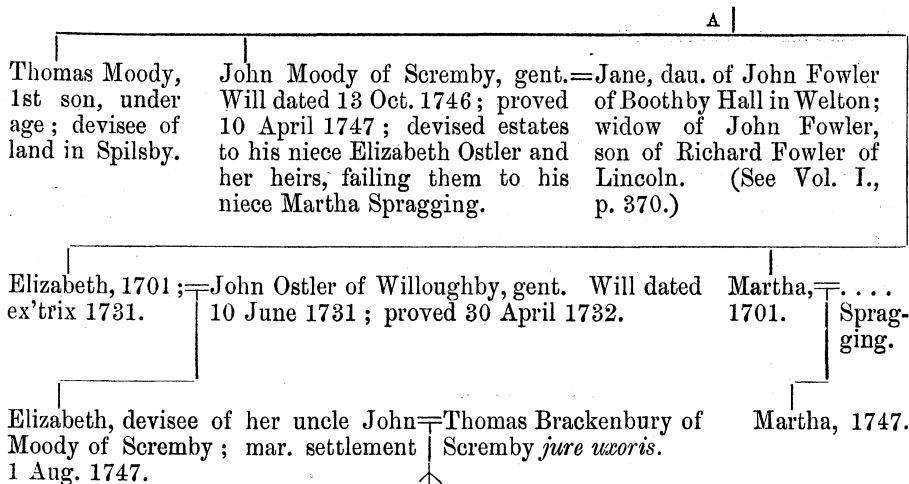 A
Thomas Moody,
1st son, under
age ; devisee of
land in Spilsby.
John Moody of Scremby, gent.=
Will dated 13 Oct. 1746 ; proved
10 April 1747 ; devised estates
to his niece Elizabeth Ostler and
her heirs, failing them to his
niece Martha Spragging.
Jane, dau. of John Fowler
of Boothby Hall in Welton;
widow of John Fowler,
son of Richard Fowler of
Lincoln. (See Vol. I.,
p. 370.)
Elizabeth, 1701 ;=
ex'trix 1731.
John Ostler of Willoughby, gent. Will dated
10 June 1731 ; proved 30 April 1732.
Martha,=
1701.
. . . .
Sprag-
ging.
Elizabeth, devisee of her uncle John=
Moody of Scremby ; mar. settlement
1 Aug. 1747.
Thomas Brackenbury of
Scremby jure uxoris.
Martha, 1747.